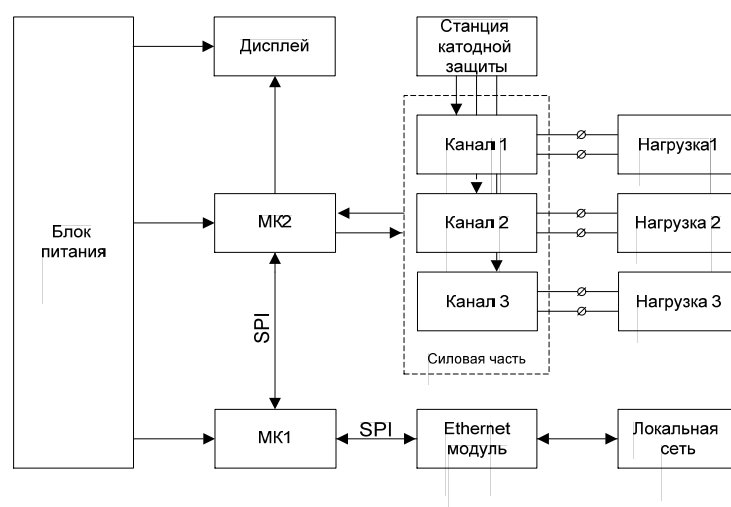 Блок
питания
Дисплей
Станция
катодной
защиты
Канал 1
Нагрузка1
МК2
Канал 2
Нагрузка 2
Канал 3
Нагрузка 3
Силовая часть
SPI
МК1
SPI
Ethernet
модуль
Локальная
сеть